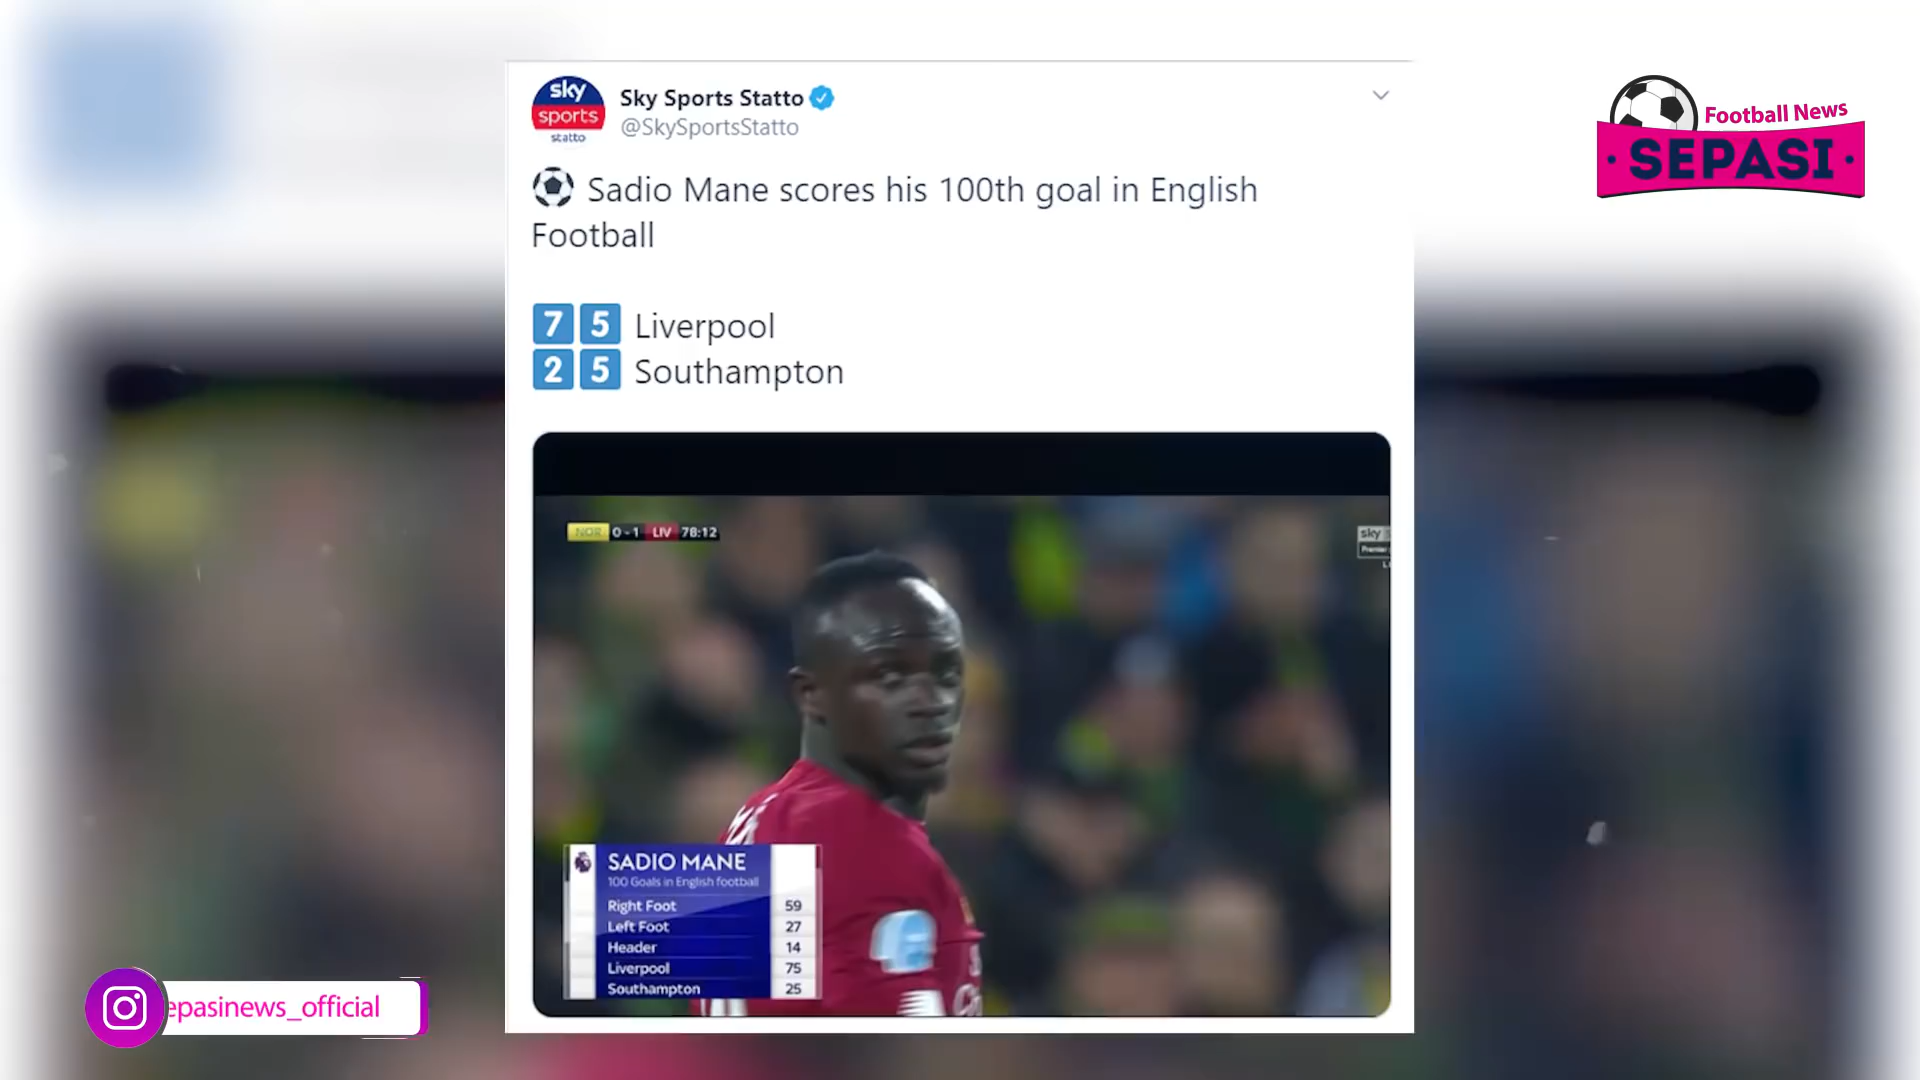 sky
sports
statto
Sky Sports Statto
@SkySportsStatto
⚽ Sadio Mane scores his 100th goal in English
Football
75 Liverpool
25 Southampton
NOR 0-1 LIV 78:12
sky
Premier
SADIO MANE
100 Goals in English football
Right Foot 59
Left Foot 27
Header 14
Liverpool 75
Southampton 25
Football News
· SEPASI ·
epasinews_official